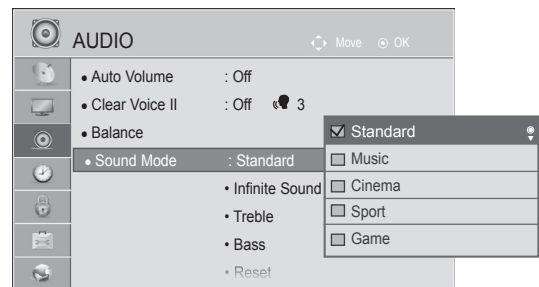 AUDIO
Move OK
• Auto Volume : Off
• Clear Voice II : Off 3
• Balance
• Sound Mode : Standard
• Infinite Sound
• Treble
• Bass
• Reset
Standard
Music
Cinema
Sport
Game